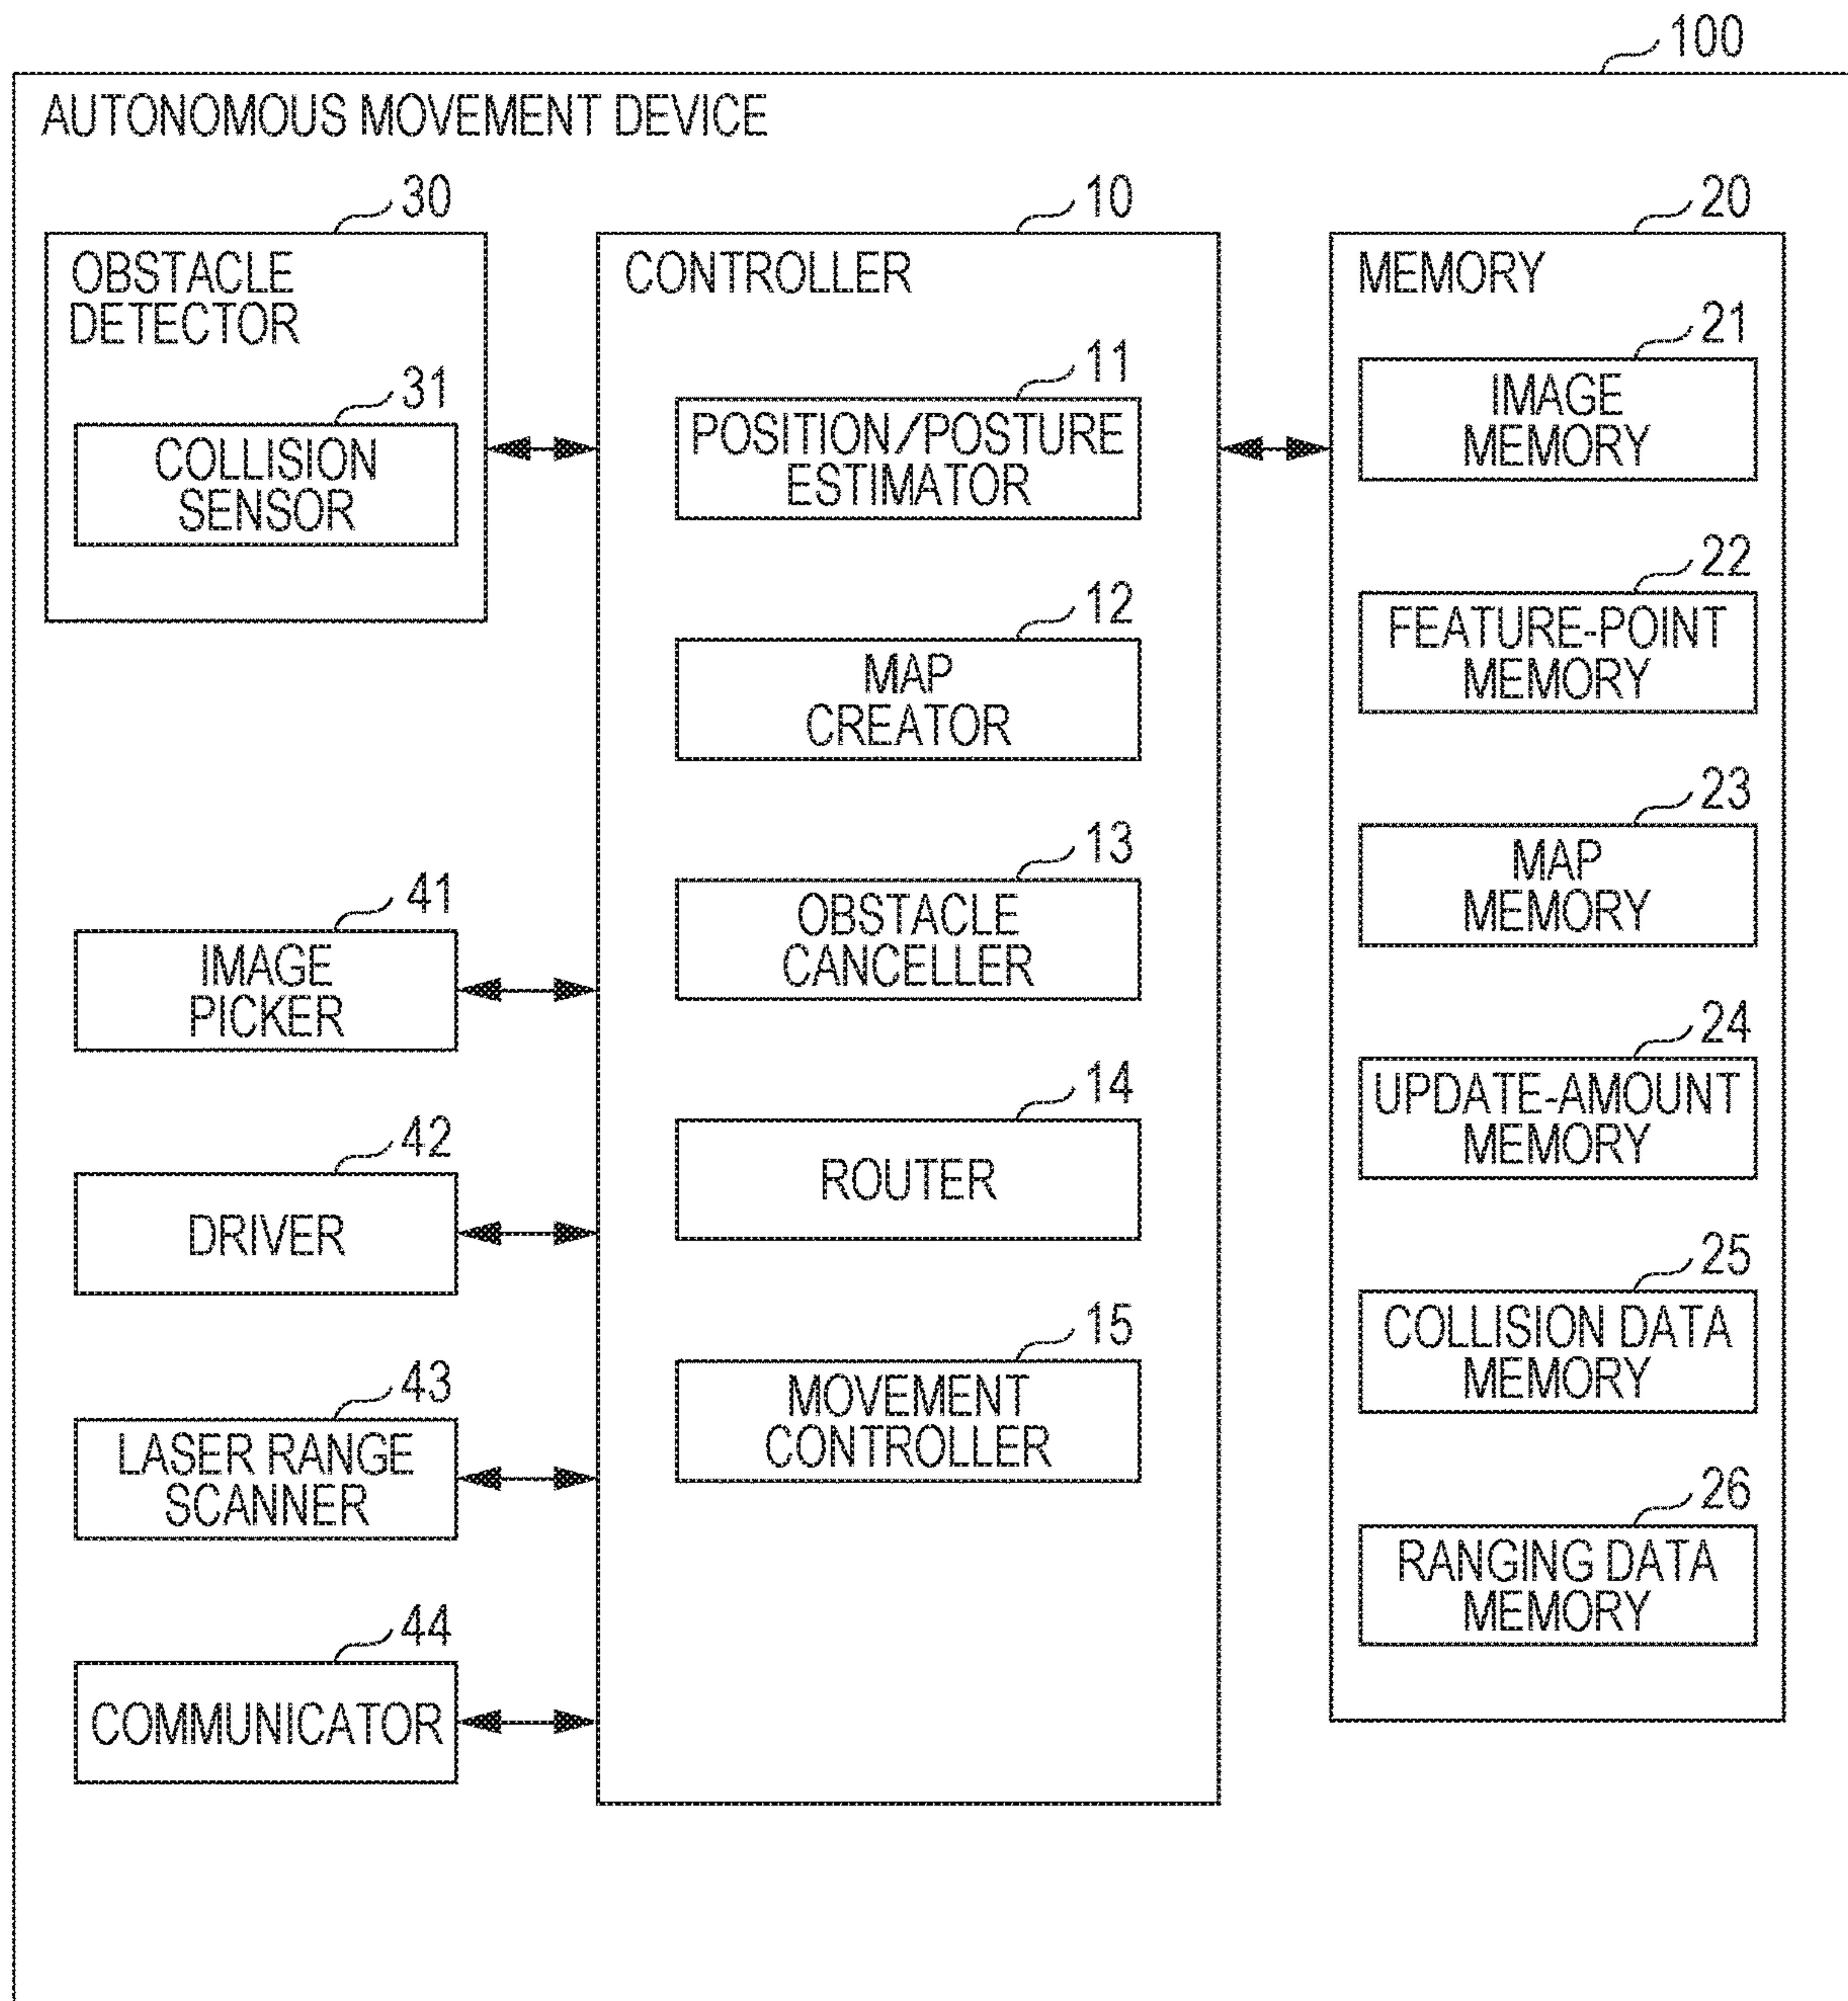 100
AUTONOMOUS MOVEMENT DEVICE
30
OBSTACLE
DETECTOR
31
COLLISION
SENSOR
41
IMAGE
PICKER
42
DRIVER
43
LASER RANGE
SCANNER
44
COMMUNICATOR
10
CONTROLLER
11
POSITION/POSTURE
ESTIMATOR
12
MAP
CREATOR
13
OBSTACLE
CANCELLER
14
ROUTER
15
MOVEMENT
CONTROLLER
20
MEMORY
21
IMAGE
MEMORY
22
FEATURE-POINT
MEMORY
23
MAP
MEMORY
24
UPDATE-AMOUNT
MEMORY
25
COLLISION DATA
MEMORY
26
RANGING DATA
MEMORY